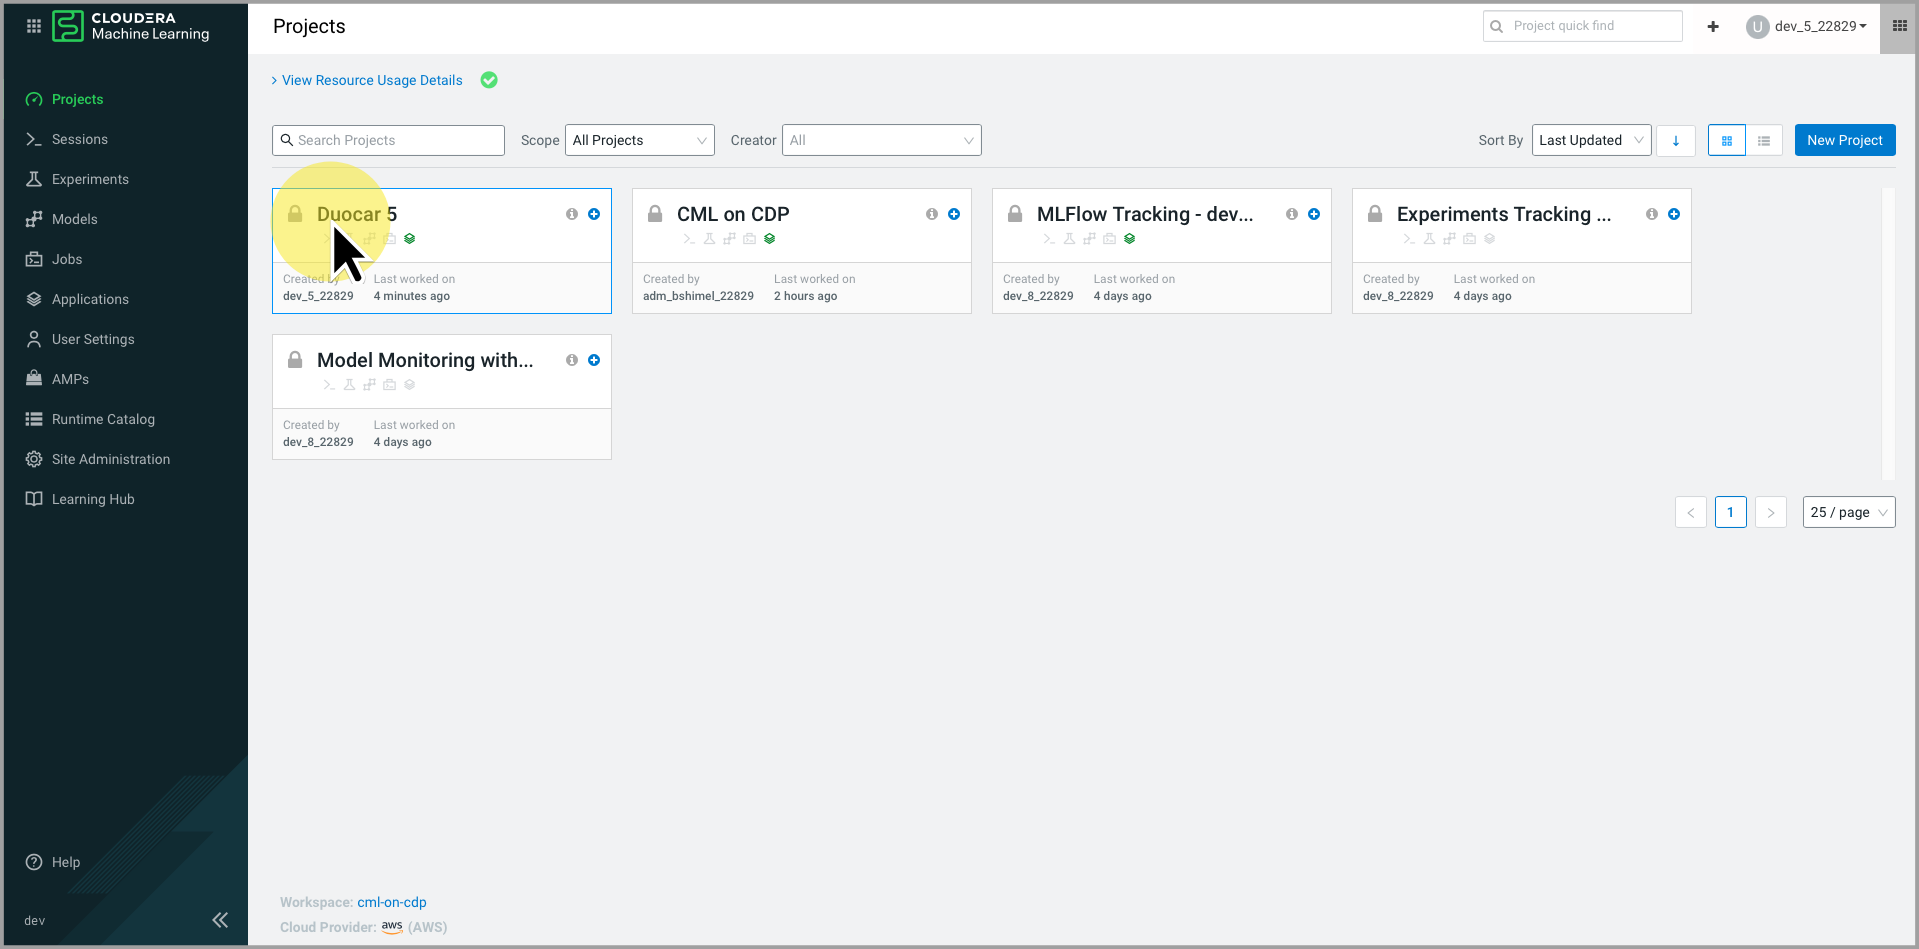 CLOUDERA
Machine Learning
Projects
Project quick find
U dev_5_22829
Projects
Sessions
Experiments
Models
Jobs
Applications
User Settings
AMPs
Runtime Catalog
Site Administration
Learning Hub
Help
dev
> View Resource Usage Details
Search Projects
Scope All Projects
Creator All
Sort By Last Updated
New Project
Duocar 5
Created by Last worked on
dev_5_22829 4 minutes ago
CML on CDP
Created by Last worked on
adm_bshimel_22829 2 hours ago
MLFlow Tracking - dev...
Created by Last worked on
dev_8_22829 4 days ago
Experiments Tracking ...
Created by Last worked on
dev_8_22829 4 days ago
Model Monitoring with...
Created by Last worked on
dev_8_22829 4 days ago
< 1 > 25 / page
Workspace: cml-on-cdp
Cloud Provider: aws (AWS)